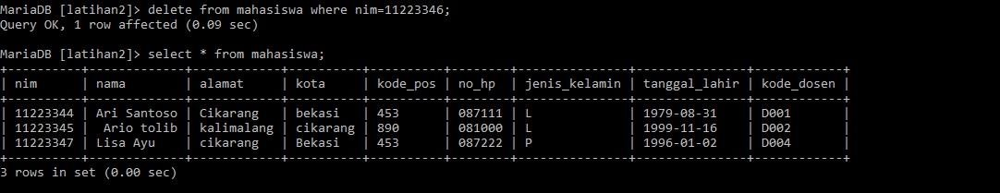 MariaDB [latihan2]> delete from mahasiswa where nim=11223346;
Query OK, 1 row affected (0.09 sec)
MariaDB [latihan2]> select * from mahasiswa;
+----------+-------------+------------+----------+----------+--------+---------------+---------------+------------+
| nim      | nama        | alamat     | kota     | kode_pos | no_hp  | jenis_kelamin | tanggal_lahir | kode_dosen |
+----------+-------------+------------+----------+----------+--------+---------------+---------------+------------+
| 11223344 | Ari Santoso | Cikarang   | bekasi   | 453      | 087111 | L             | 1979-08-31    | D001       |
| 11223345 |  Ario tolib | kalimalang | cikarang | 890      | 081000 | L             | 1999-11-16    | D002       |
| 11223347 | Lisa Ayu    | cikarang   | Bekasi   | 453      | 087222 | P             | 1996-01-02    | D004       |
+----------+-------------+------------+----------+----------+--------+---------------+---------------+------------+
3 rows in set (0.00 sec)